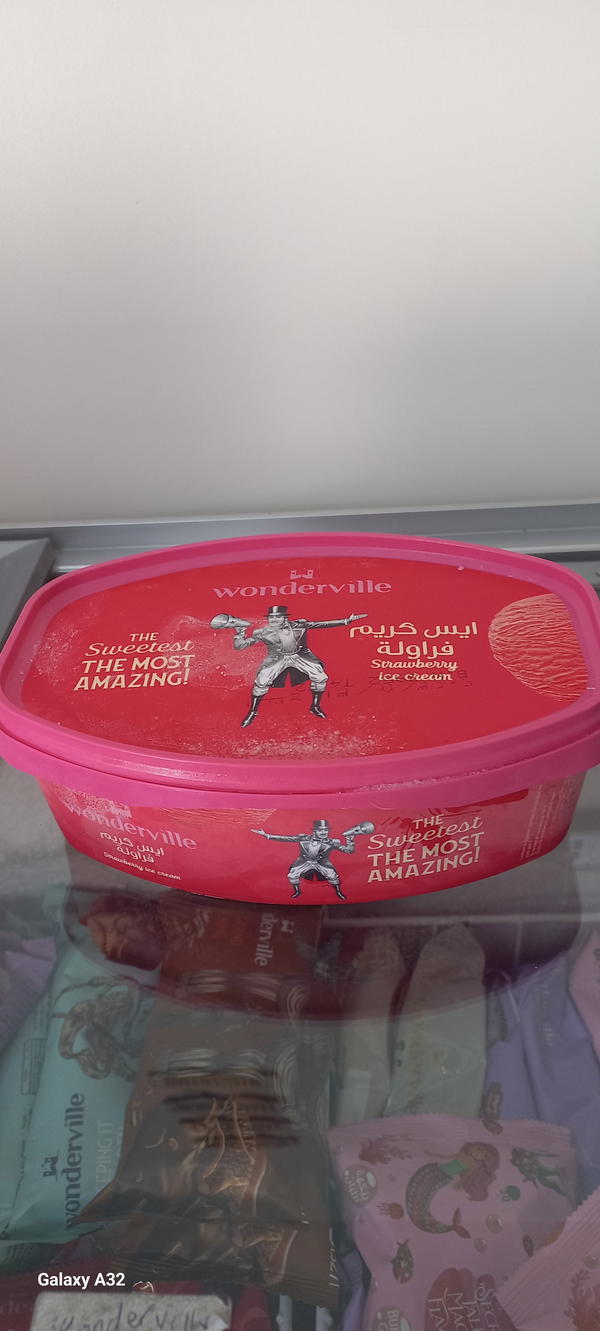 wonderville
THE
Sweetest
THE MOST
AMAZING!
ايس كريم
فراولة
Strawberry
ice cream
wonderville
ايس كريم
فراولة
Strawberry ice cream
THE
Sweetest
THE MOST
AMAZING!
wonderville
Galaxy A32
wonderville